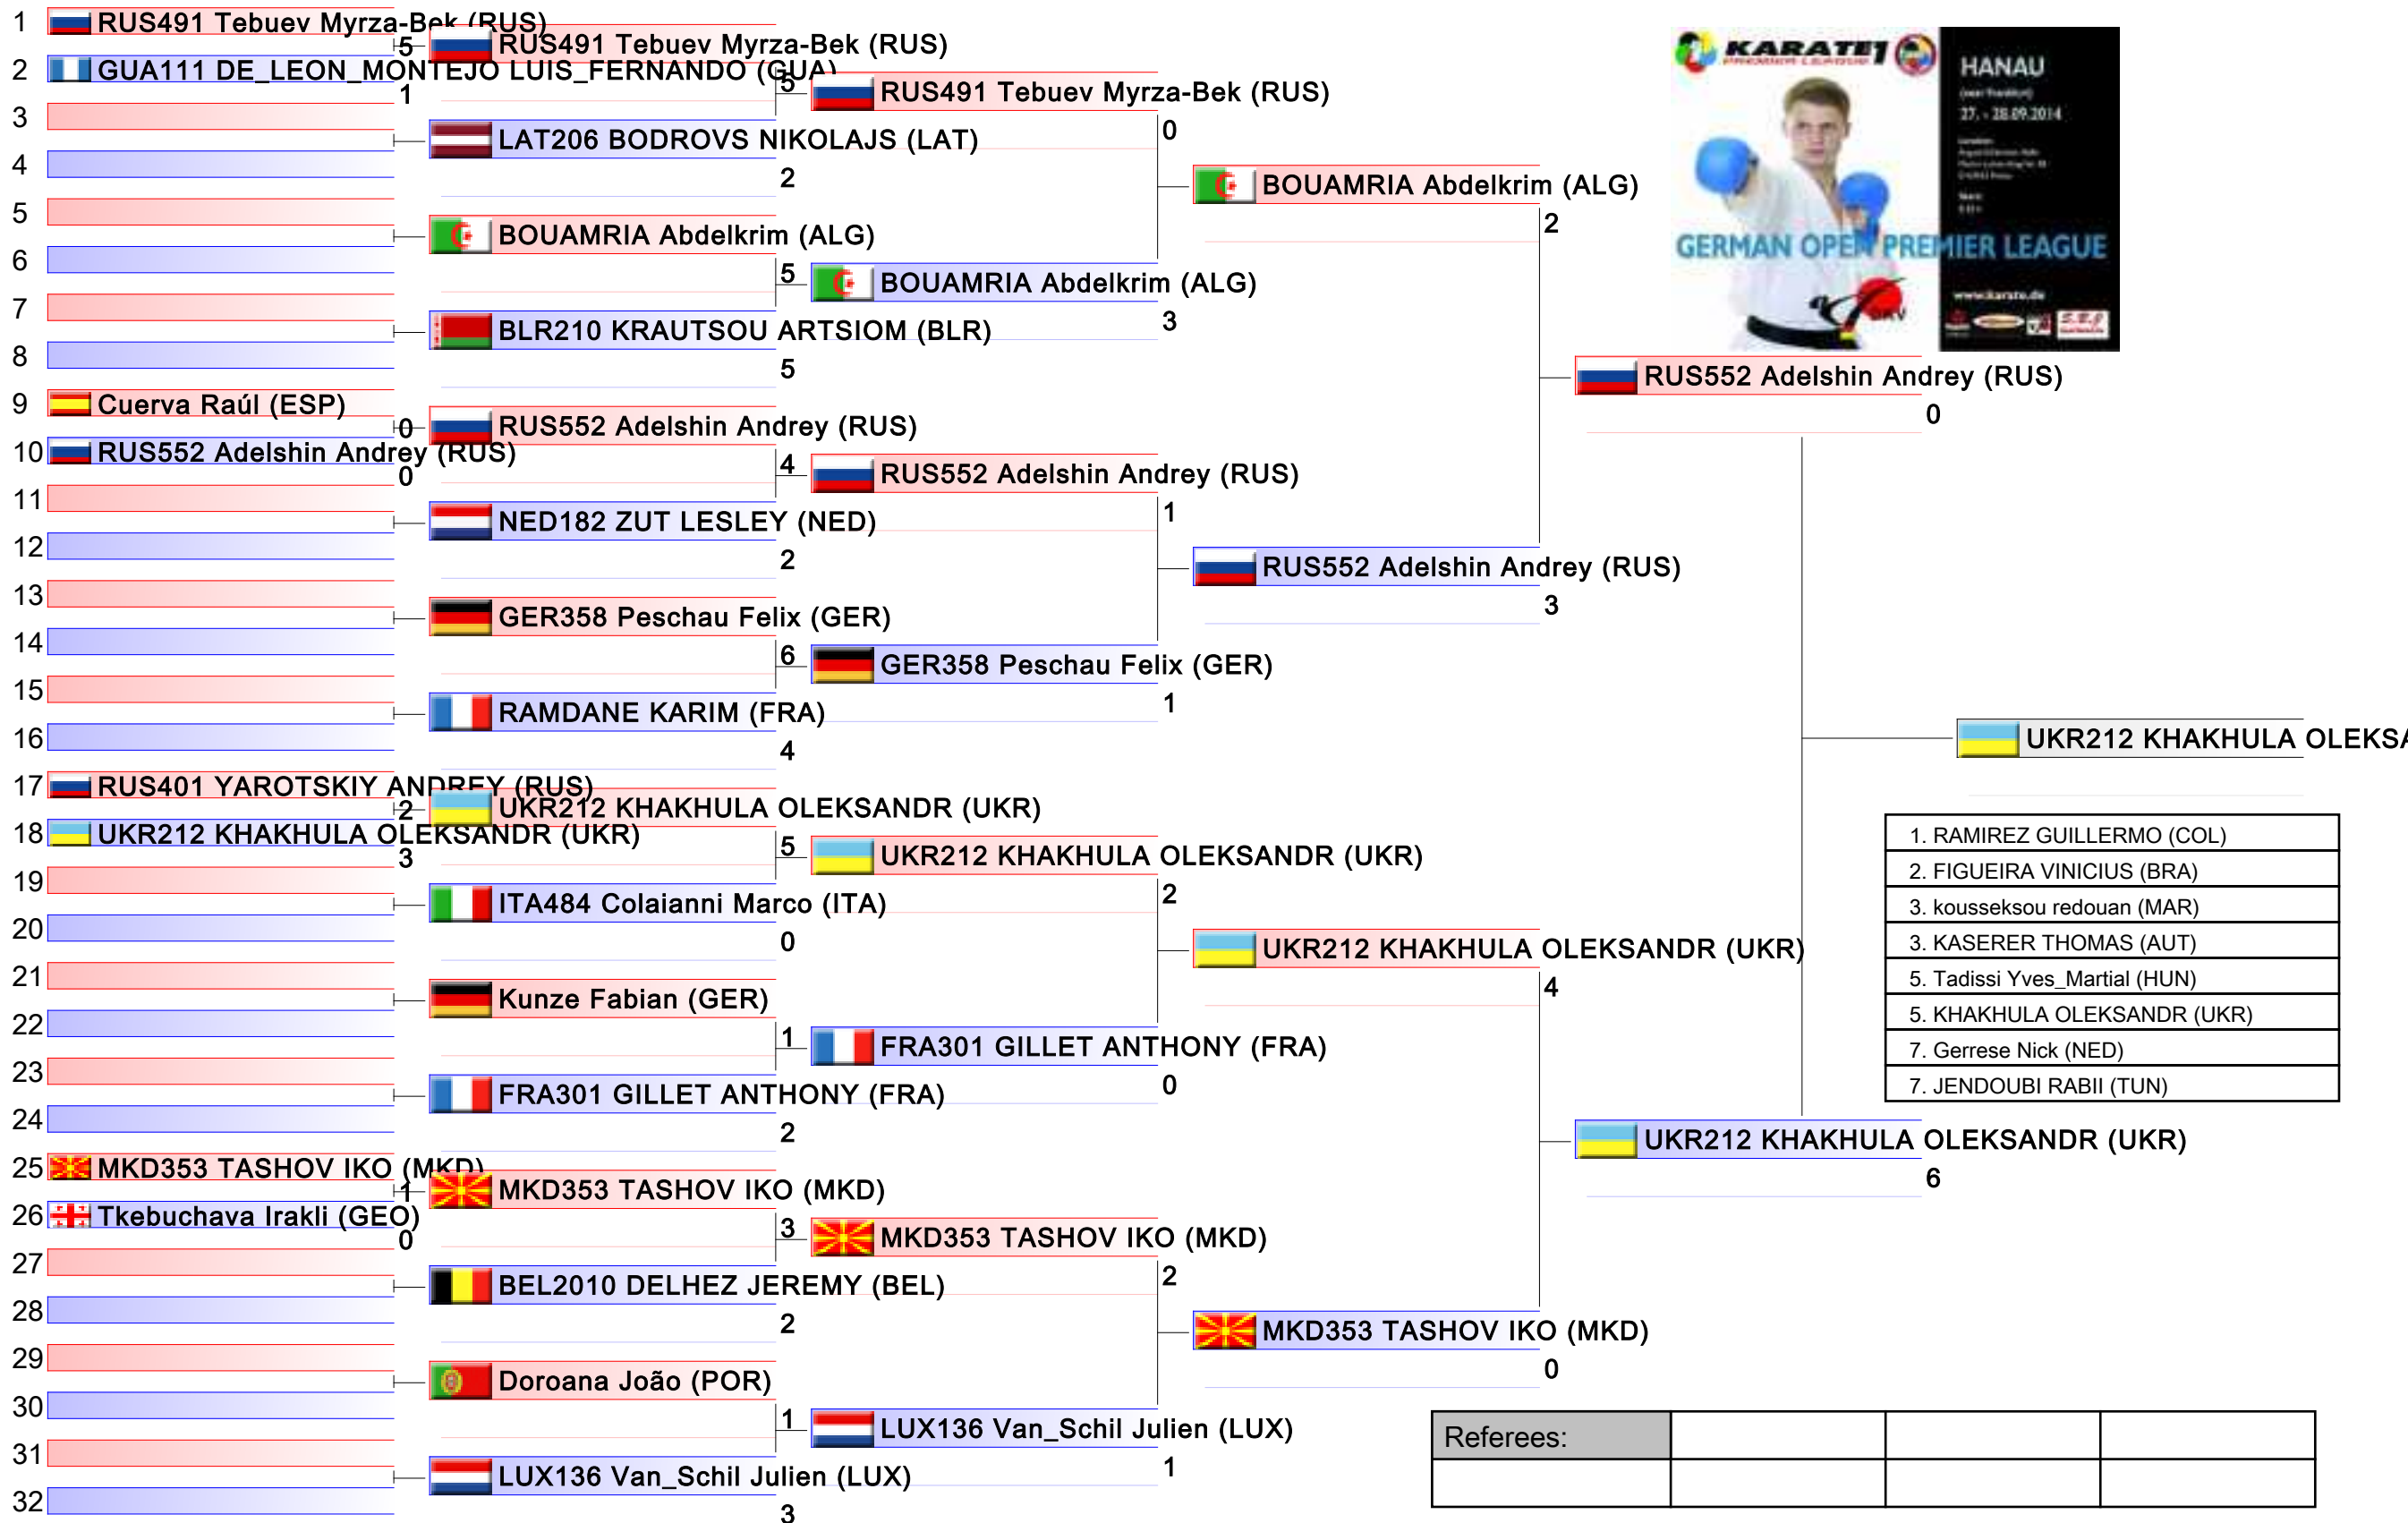 1 RUS491 Tebuev Myrza-Bek (RUS)
5
2 GUA111 DE_LEON_MONTEJO LUIS_FERNANDO (GUA)
1
3
4
5
6
7
8
9 Cuerva Raúl (ESP)
0
10 RUS552 Adelshin Andrey (RUS)
0
11
12
13
14
15
16
17 RUS401 YAROTSKIY ANDREY (RUS)
2
18 UKR212 KHAKHULA OLEKSANDR (UKR)
3
19
20
21
22
23
24
25 MKD353 TASHOV IKO (MKD)
1
26 Tkebuchava Irakli (GEO)
0
27
28
29
30
31
32
RUS491 Tebuev Myrza-Bek (RUS)
5
LAT206 BODROVS NIKOLAJS (LAT)
2
BOUAMRIA Abdelkrim (ALG)
5
BLR210 KRAUTSOU ARTSIOM (BLR)
5
RUS552 Adelshin Andrey (RUS)
4
NED182 ZUT LESLEY (NED)
2
GER358 Peschau Felix (GER)
6
RAMDANE KARIM (FRA)
4
UKR212 KHAKHULA OLEKSANDR (UKR)
5
ITA484 Colaianni Marco (ITA)
0
Kunze Fabian (GER)
1
FRA301 GILLET ANTHONY (FRA)
2
MKD353 TASHOV IKO (MKD)
3
BEL2010 DELHEZ JEREMY (BEL)
2
Doroana João (POR)
1
LUX136 Van_Schil Julien (LUX)
3
RUS491 Tebuev Myrza-Bek (RUS)
0
BOUAMRIA Abdelkrim (ALG)
3
RUS552 Adelshin Andrey (RUS)
1
GER358 Peschau Felix (GER)
1
UKR212 KHAKHULA OLEKSANDR (UKR)
2
FRA301 GILLET ANTHONY (FRA)
0
MKD353 TASHOV IKO (MKD)
2
LUX136 Van_Schil Julien (LUX)
1
BOUAMRIA Abdelkrim (ALG)
2
RUS552 Adelshin Andrey (RUS)
3
UKR212 KHAKHULA OLEKSANDR (UKR)
4
MKD353 TASHOV IKO (MKD)
0
RUS552 Adelshin Andrey (RUS)
0
UKR212 KHAKHULA OLEKSANDR (UKR)
6
UKR212 KHAKHULA OLEKSA
KARATE1
PREMIER LEAGUE
HANAU
(near Frankfurt)
27. - 28.09.2014
GERMAN OPEN PREMIER LEAGUE
www.karate.de
1. RAMIREZ GUILLERMO (COL)
2. FIGUEIRA VINICIUS (BRA)
3. kousseksou redouan (MAR)
3. KASERER THOMAS (AUT)
5. Tadissi Yves_Martial (HUN)
5. KHAKHULA OLEKSANDR (UKR)
7. Gerrese Nick (NED)
7. JENDOUBI RABII (TUN)
Referees: